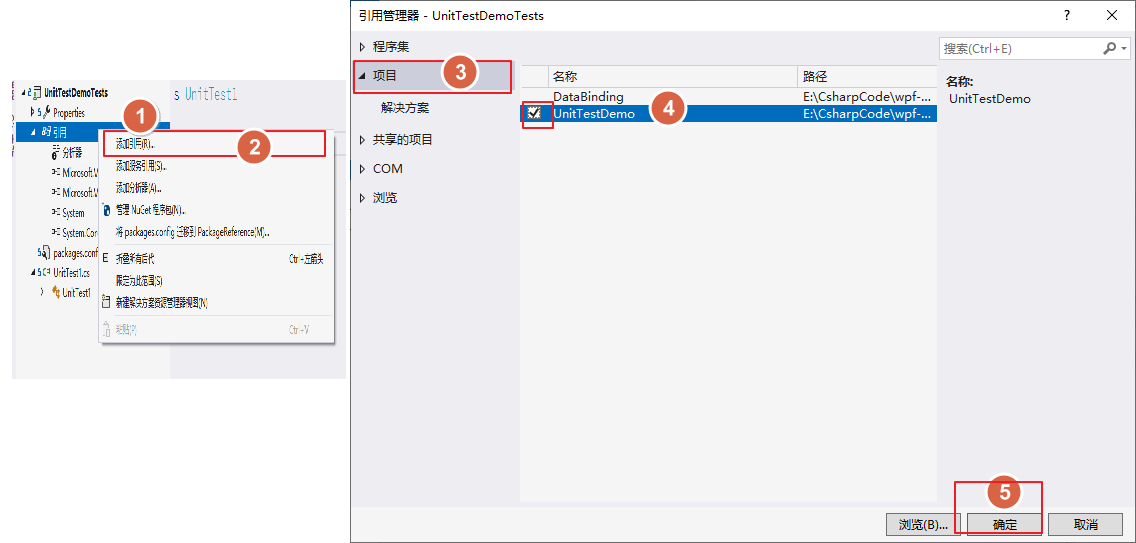 UnitTestDemoTests
Properties
引用
分析器
Microsoft.V
Microsoft.V
System
System.Cor
packages.conf
UnitTest1.cs
UnitTest1
s UnitTest1
1
2
添加引用(R)...
添加服务引用(S)...
添加分析器(A)...
管理 NuGet 程序包(N)...
将 packages.config 迁移到 PackageReference(M)...
折叠所有后代 Ctrl+左箭头
限定为此范围(S)
新建解决方案资源管理器视图(N)
粘贴(P) Ctrl+V
引用管理器 - UnitTestDemoTests
程序集
项目
3
解决方案
共享的项目
COM
浏览
搜索(Ctrl+E)
名称 路径
DataBinding E:\CsharpCode\wpf-...
UnitTestDemo E:\CsharpCode\wpf-...
4
名称:
UnitTestDemo
5
浏览(B)... 确定 取消